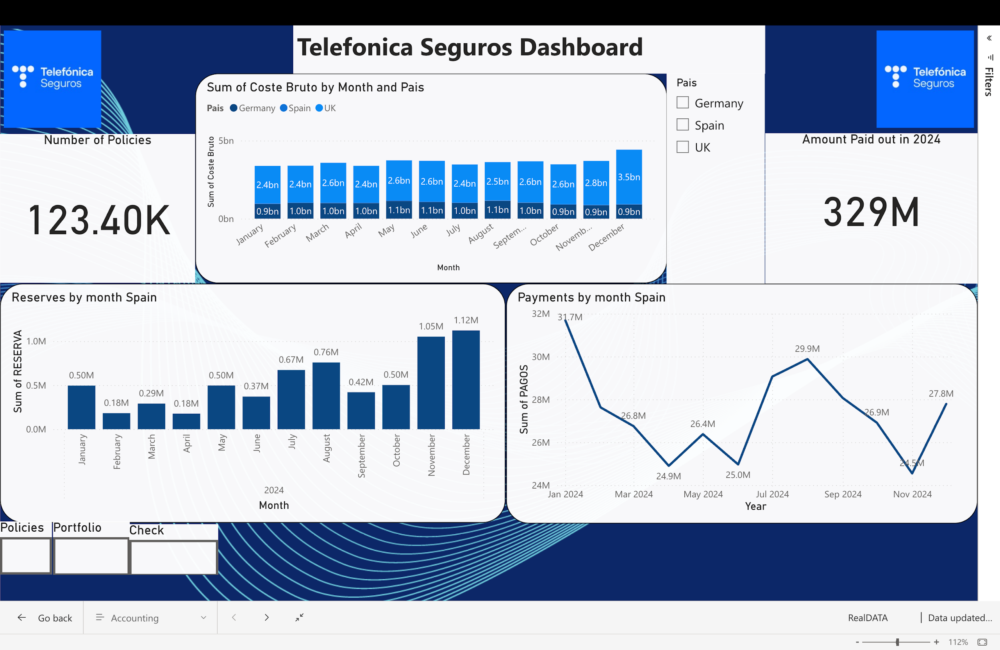 Telefonica Seguros Dashboard
Telefónica
Seguros
Telefónica
Seguros
Filters
Number of Policies
123.40K
Sum of Coste Bruto by Month and Pais
Pais Germany Spain UK
Sum of Coste Bruto
5bn
0bn
2.4bn 2.4bn 2.6bn 2.4bn 2.6bn 2.6bn 2.4bn 2.5bn 2.6bn 2.6bn 2.8bn 3.5bn
0.9bn 1.0bn 1.0bn 1.0bn 1.1bn 1.1bn 1.0bn 1.1bn 1.0bn 0.9bn 0.9bn 0.9bn
January February March April May June July August Septem... October Novemb... December
Month
Pais
Germany
Spain
UK
Amount Paid out in 2024
329M
Reserves by month Spain
Sum of RESERVA
1.0M
0.5M
0.0M
0.50M 0.18M 0.29M 0.18M 0.50M 0.37M 0.67M 0.76M 0.42M 0.50M 1.05M 1.12M
January February March April May June July August September October November December
2024
Month
Payments by month Spain
Sum of PAGOS
32M
30M
28M
26M
24M
31.7M 26.8M 24.9M 26.4M 25.0M 29.9M 26.9M 24.5M 27.8M
Jan 2024 Mar 2024 May 2024 Jul 2024 Sep 2024 Nov 2024
Year
Policies Portfolio Check
Go back Accounting RealDATA | Data updated...
- + 112%